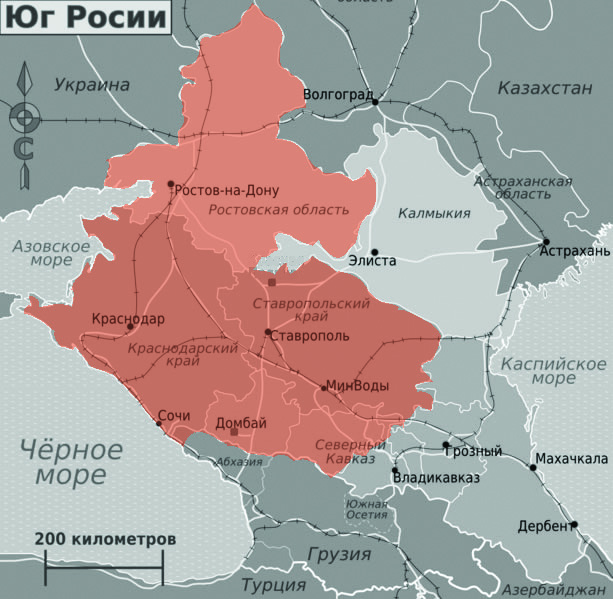 Юг Росии
область
Украина
Волгоград
Казахстан
С
Ростов-на-Дону
Ростовская область
Астраханская
область
Калмыкия
Азовское
море
Элиста
Астрахань
Ставропольский
край
Краснодар
Ставрополь
Краснодарский
край
Каспийское
море
МинВоды
Сочи
Домбай
Чёрное
море
Северный
Кавказ
Грозный
Абхазия
Махачкала
Владикавказ
Южная
Осетия
200 километров
Дербент
Грузия
Турция
Азербайджан